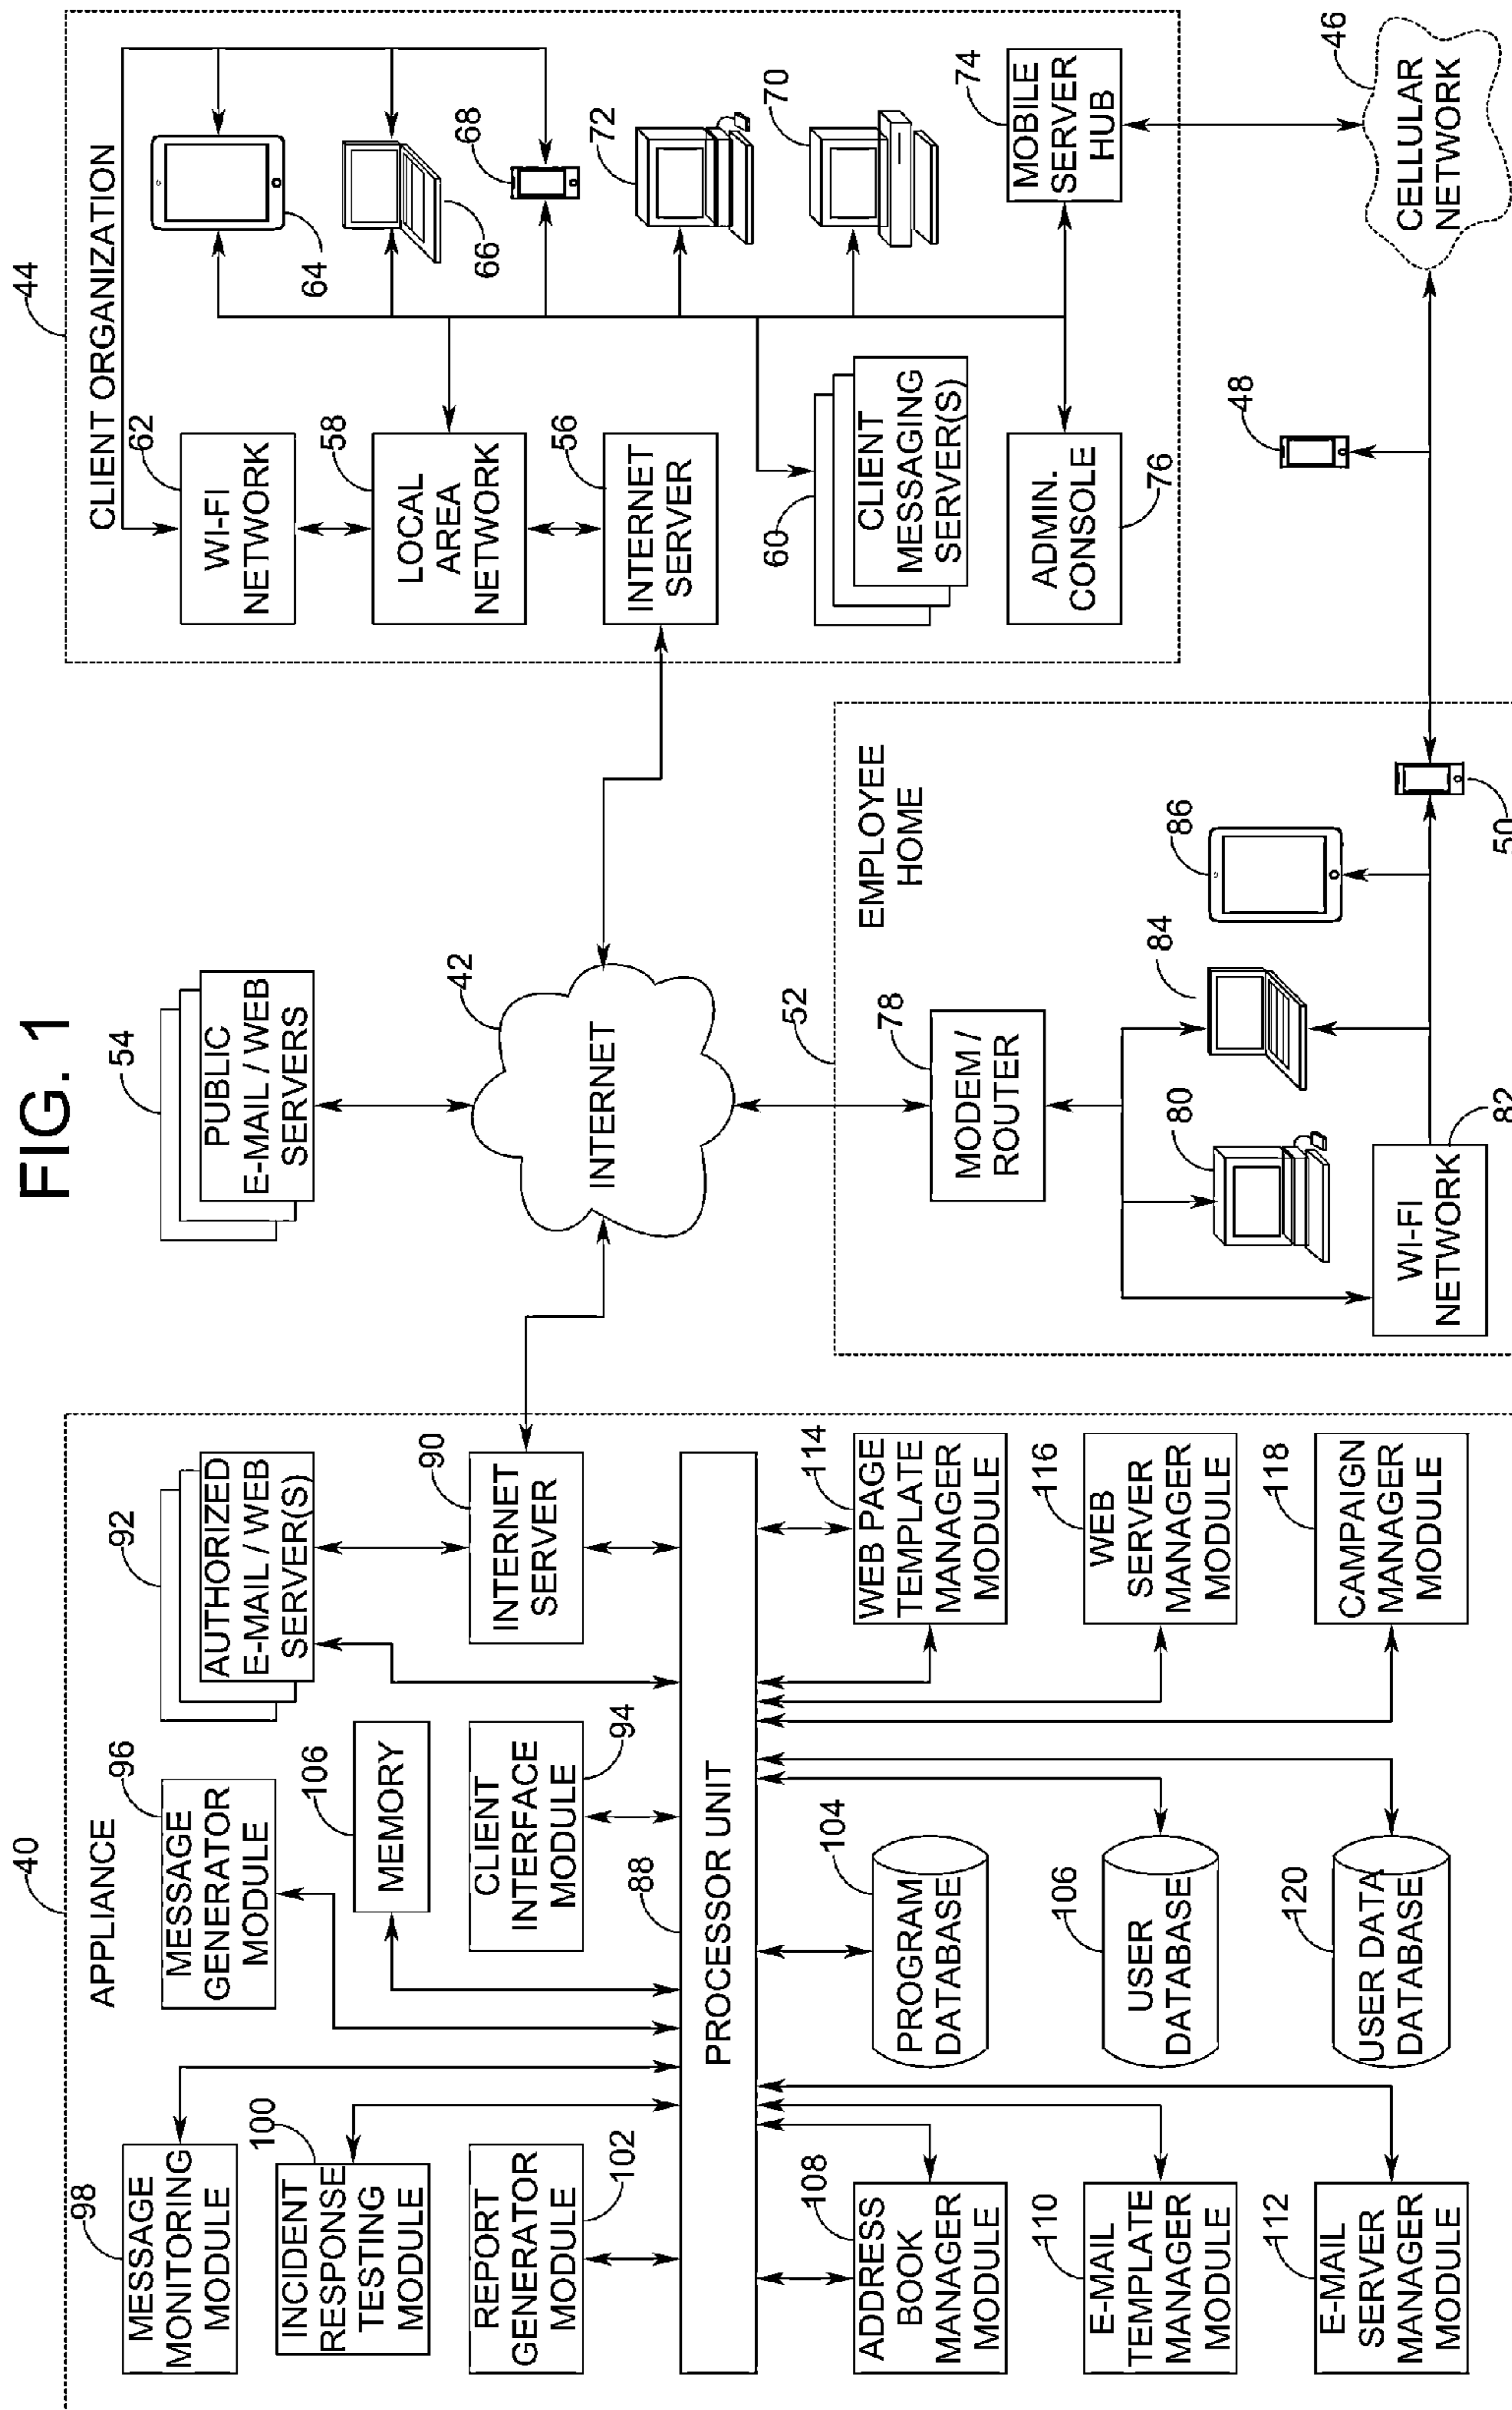 FIG. 1
40
APPLIANCE
98
MESSAGE
MONITORING
MODULE
100
INCIDENT
RESPONSE
TESTING
MODULE
REPORT
GENERATOR
MODULE
102
96
MESSAGE
GENERATOR
MODULE
106
MEMORY
CLIENT
INTERFACE
MODULE
94
92
AUTHORIZED
E-MAIL / WEB
SERVER(S)
90
INTERNET
SERVER
88
PROCESSOR UNIT
108
ADDRESS
BOOK
MANAGER
MODULE
110
E-MAIL
TEMPLATE
MANAGER
MODULE
112
E-MAIL
SERVER
MANAGER
MODULE
104
PROGRAM
DATABASE
106
USER
DATABASE
120
USER DATA
DATABASE
114
WEB PAGE
TEMPLATE
MANAGER
MODULE
116
WEB
SERVER
MANAGER
MODULE
118
CAMPAIGN
MANAGER
MODULE
54
PUBLIC
E-MAIL / WEB
SERVERS
42
INTERNET
52
EMPLOYEE
HOME
78
MODEM /
ROUTER
80
84
86
WI-FI
NETWORK
82
50
44
CLIENT ORGANIZATION
62
WI-FI
NETWORK
58
LOCAL
AREA
NETWORK
56
INTERNET
SERVER
60
CLIENT
MESSAGING
SERVER(S)
ADMIN.
CONSOLE
76
64
66
68
72
70
74
MOBILE
SERVER
HUB
48
46
CELLULAR
NETWORK